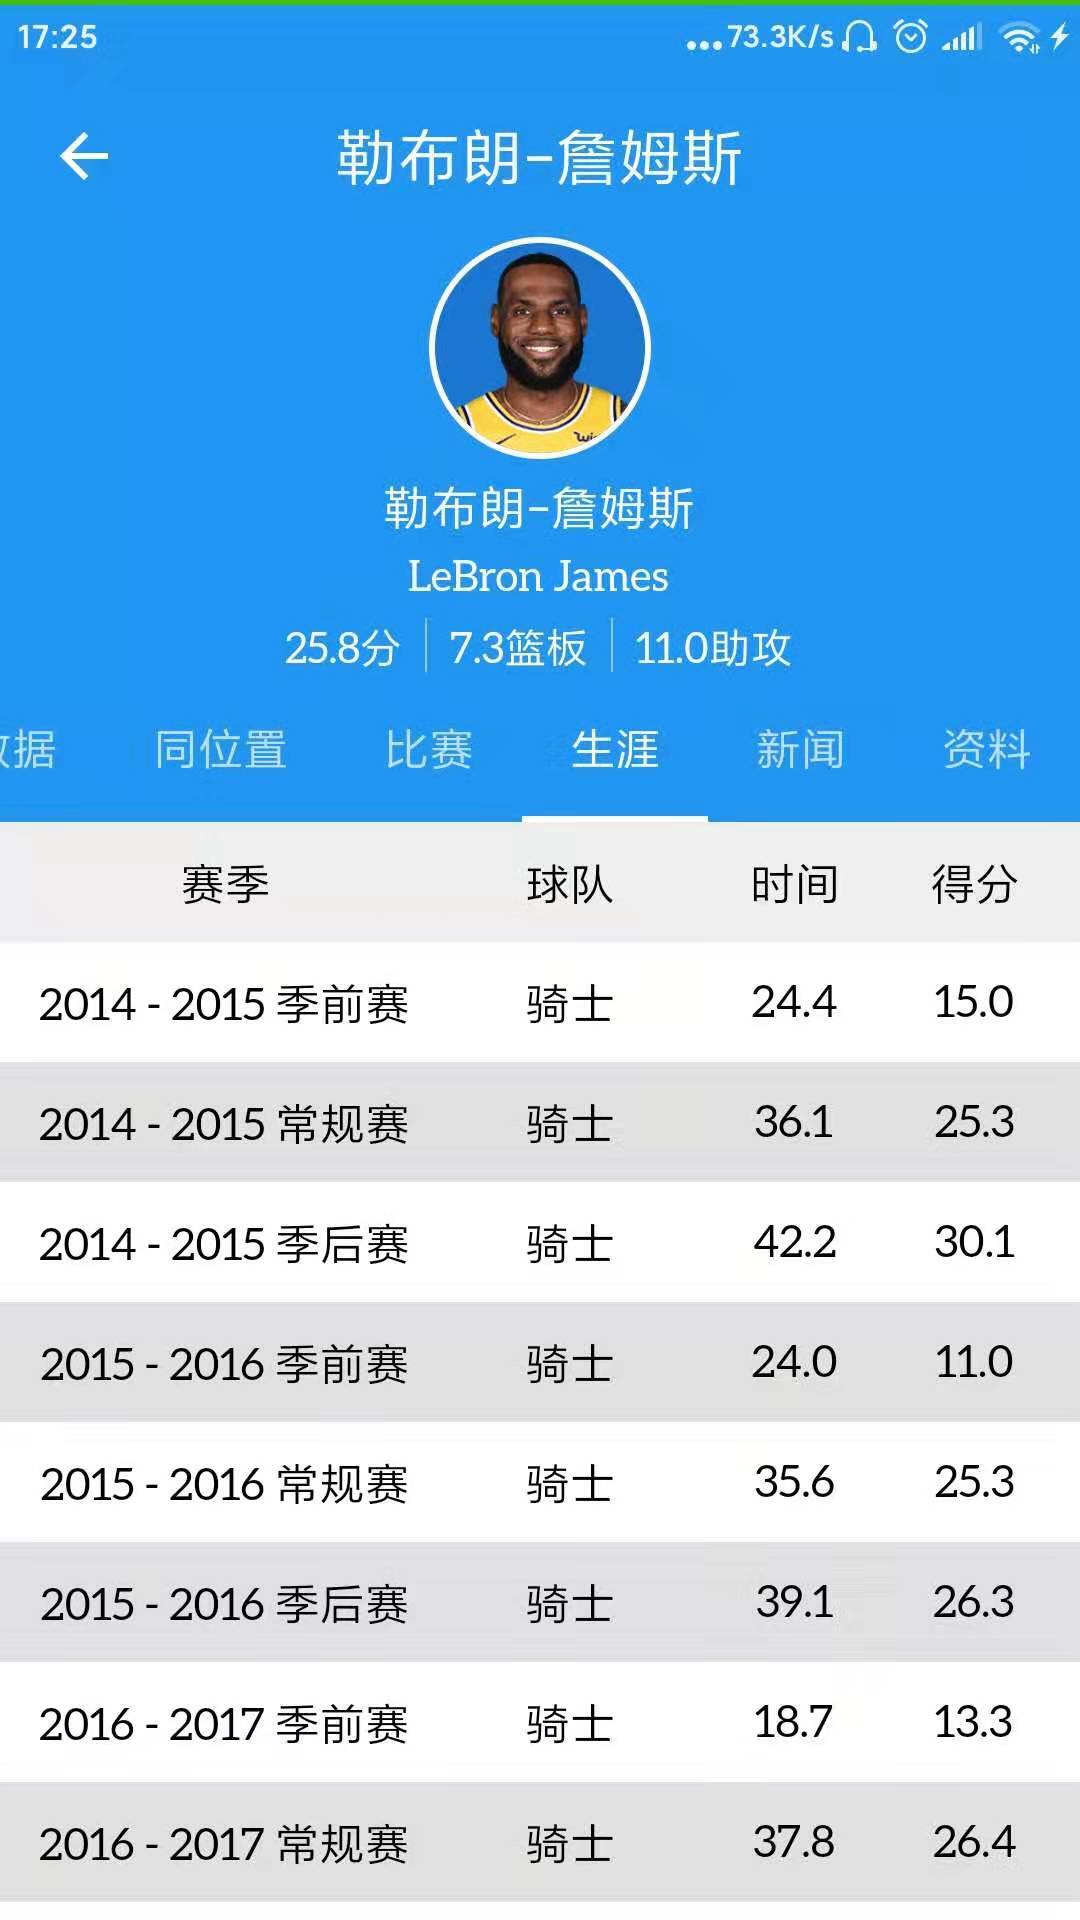 17:25 ...73.3K/s
勒布朗-詹姆斯
勒布朗-詹姆斯
LeBron James
25.8分 7.3篮板 11.0助攻
数据 同位置 比赛 生涯 新闻 资料
赛季 球队 时间 得分
2014 - 2015 季前赛 骑士 24.4 15.0
2014 - 2015 常规赛 骑士 36.1 25.3
2014 - 2015 季后赛 骑士 42.2 30.1
2015 - 2016 季前赛 骑士 24.0 11.0
2015 - 2016 常规赛 骑士 35.6 25.3
2015 - 2016 季后赛 骑士 39.1 26.3
2016 - 2017 季前赛 骑士 18.7 13.3
2016 - 2017 常规赛 骑士 37.8 26.4